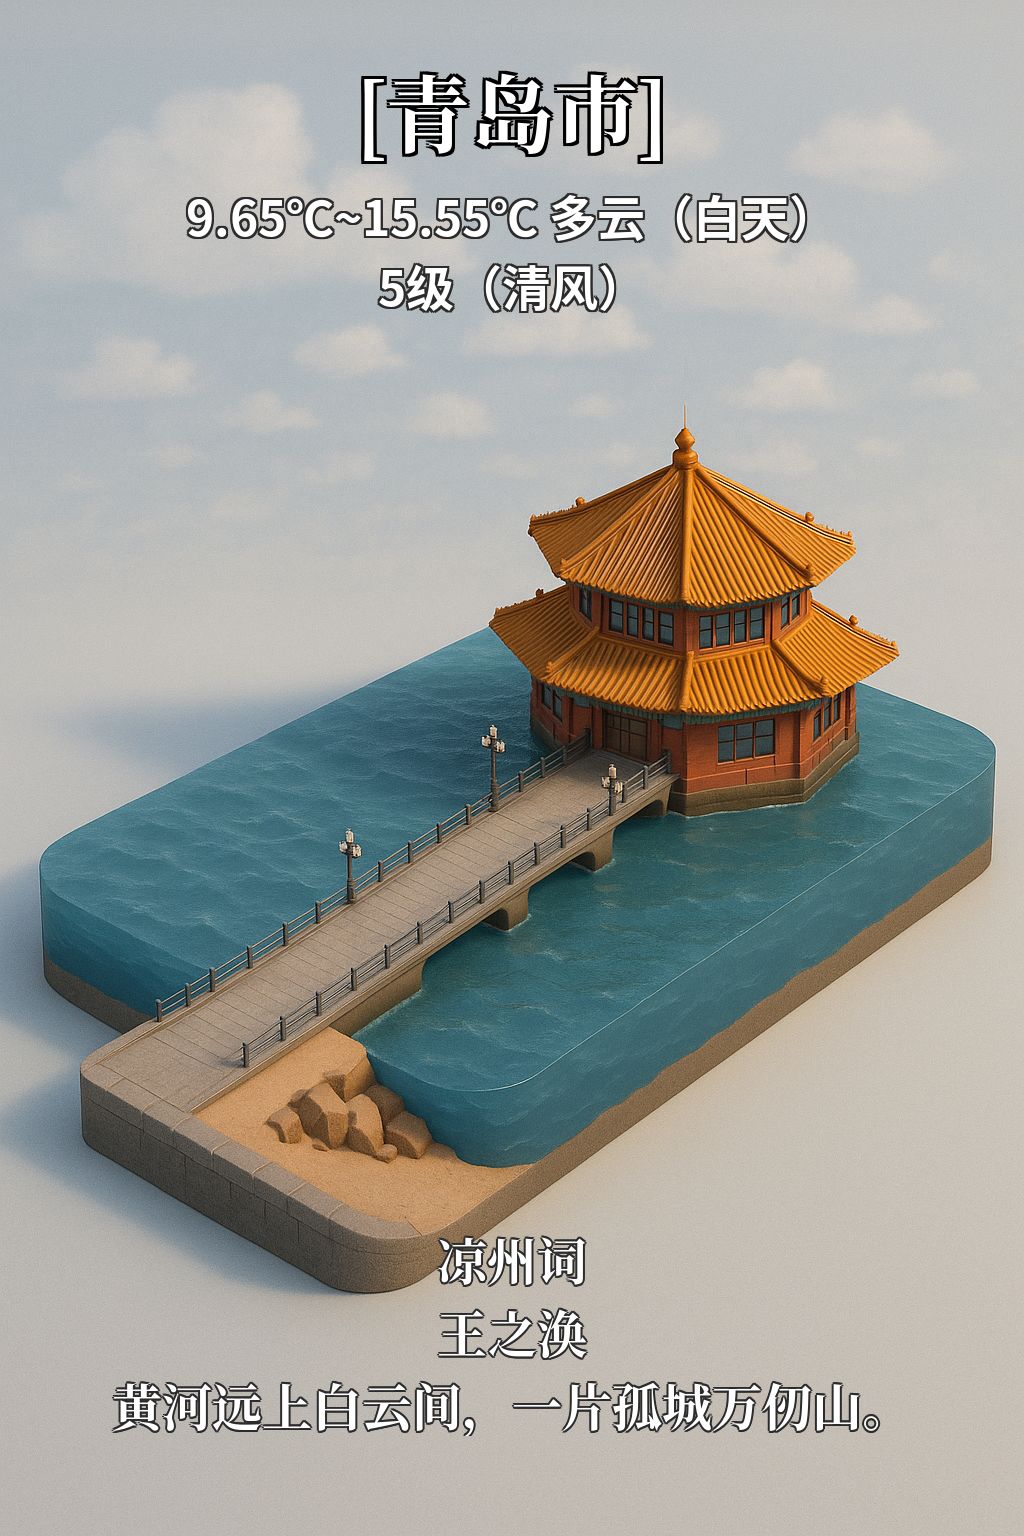 [青岛市]
9.65℃~15.55℃ 多云（白天）
5级（清风）
凉州词
王之涣
黄河远上白云间，一片孤城万仞山。